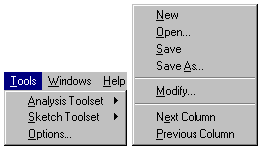 Tools Windows Help
Analysis Toolset
Sketch Toolset
Options...
New
Open...
Save
Save As...
Modify...
Next Column
Previous Column